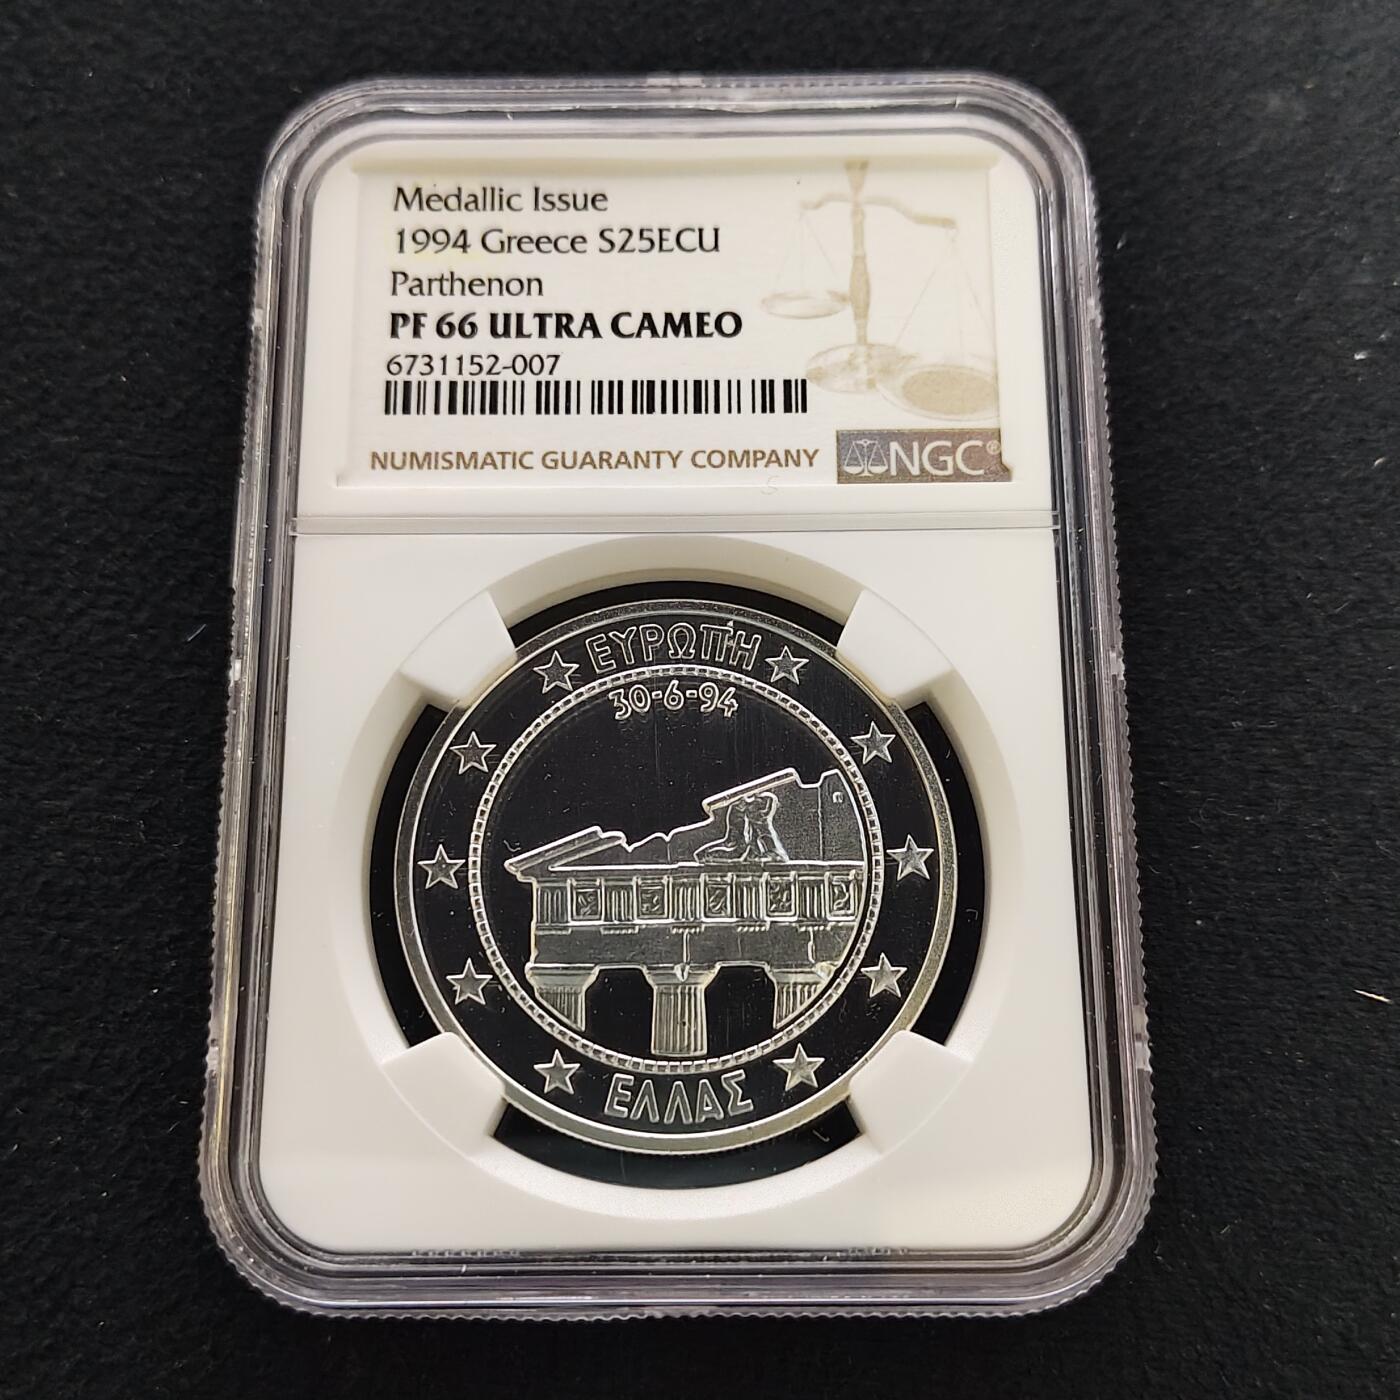 Medallic Issue
1994 Greece S25ECU
Parthenon
PF 66 ULTRA CAMEO
6731152-007
NUMISMATIC GUARANTY COMPANY
NGC®
ΕΥΡΩΠΗ
30-6-94
ΕΛΛΑΣ